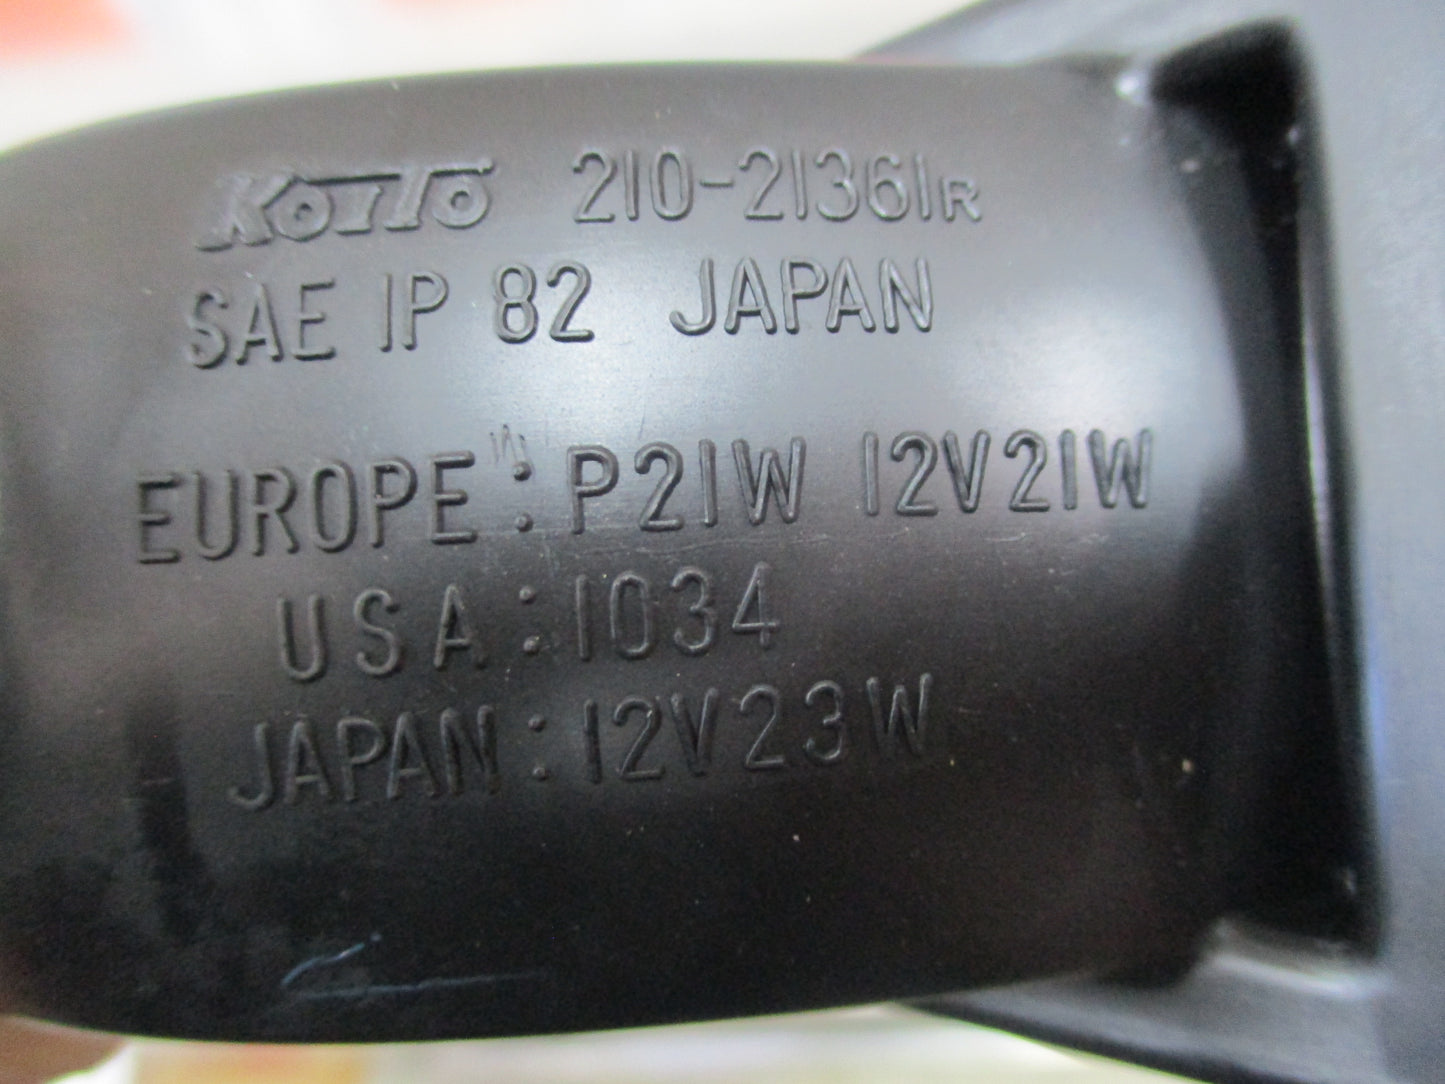 KOITO 210-21361R
SAE IP 82 JAPAN
EUROPE : P21W 12V21W
USA : 1034
JAPAN : 12V23W